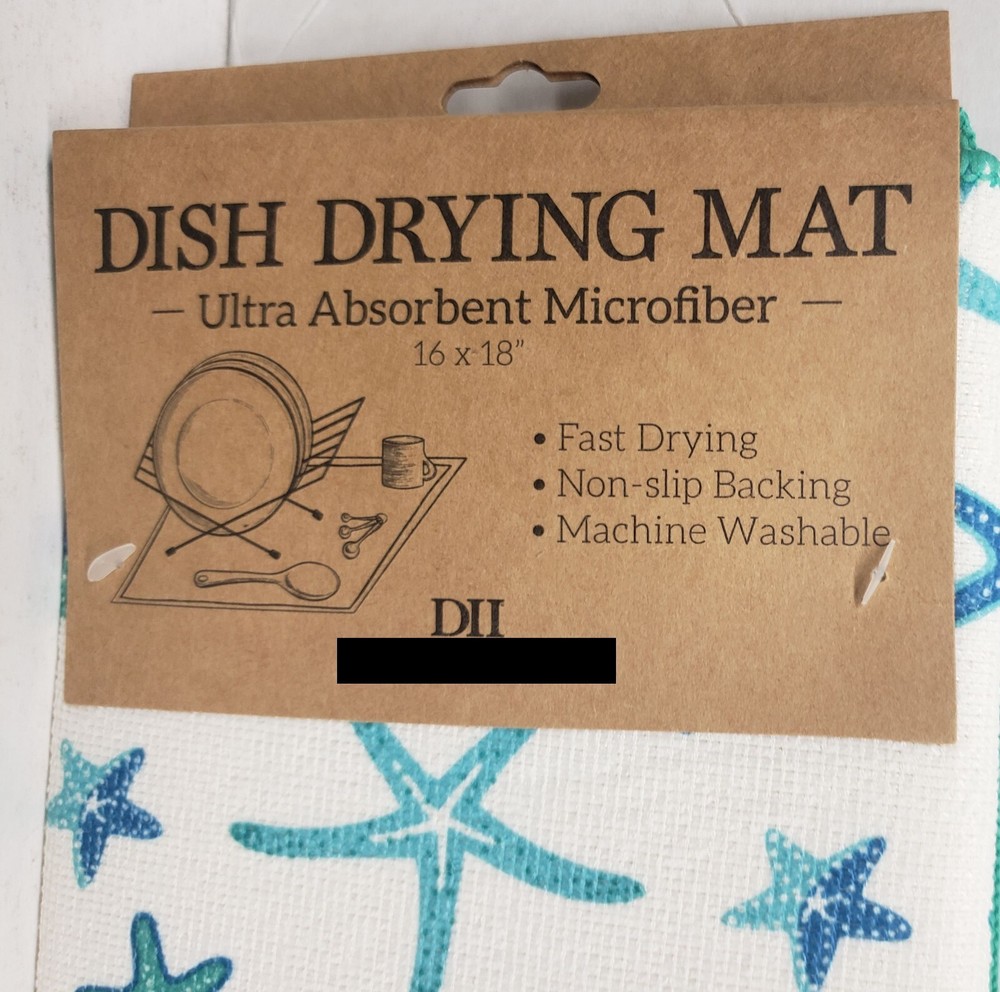 DISH DRYING MAT
— Ultra Absorbent Microfiber —
16 x 18”
• Fast Drying
• Non-slip Backing
• Machine Washable
DII